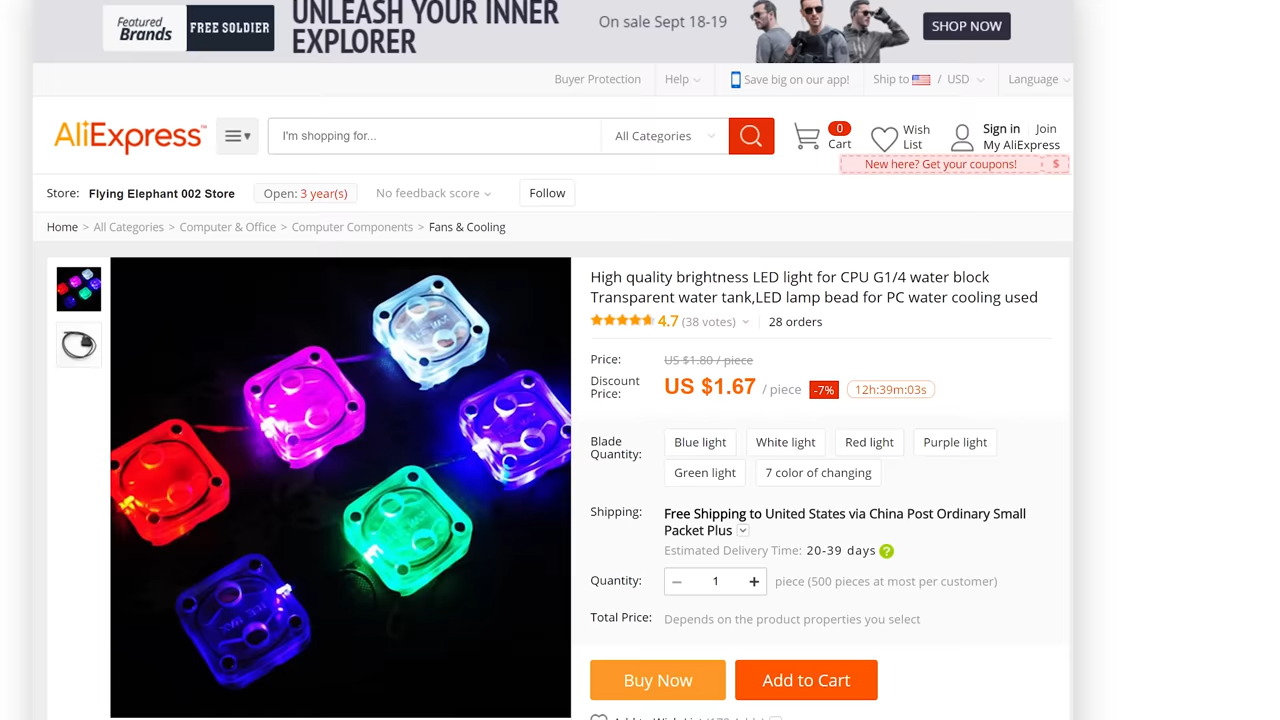 Featured
Brands
FREE SOLDIER
UNLEASH YOUR INNER
EXPLORER
On sale Sept 18-19
SHOP NOW
Buyer Protection
Help
Save big on our app!
Ship to / USD
Language
AliExpress™
I'm shopping for...
All Categories
0
Cart
Wish
List
Sign in Join
My AliExpress
New here? Get your coupons! $
Store: Flying Elephant 002 Store
Open: 3 year(s)
No feedback score
Follow
Home > All Categories > Computer & Office > Computer Components > Fans & Cooling
High quality brightness LED light for CPU G1/4 water block
Transparent water tank,LED lamp bead for PC water cooling used
4.7 (38 votes) 28 orders
Price: US $1.80 / piece
Discount
Price:
US $1.67 / piece -7% 12h:39m:03s
Blade
Quantity:
Blue light White light Red light Purple light
Green light 7 color of changing
Shipping: Free Shipping to United States via China Post Ordinary Small
Packet Plus
Estimated Delivery Time: 20-39 days ?
Quantity: − 1 + piece (500 pieces at most per customer)
Total Price: Depends on the product properties you select
Buy Now Add to Cart